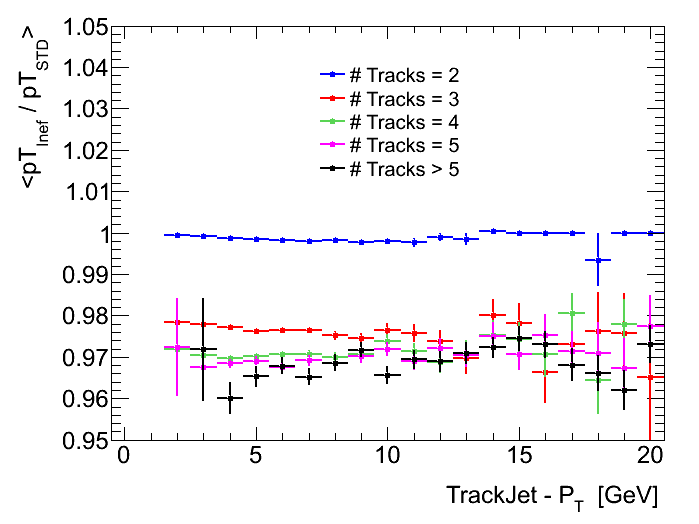 <pT_Inef / pT_STD>
1.05
1.04
1.03
1.02
1.01
1
0.99
0.98
0.97
0.96
0.95
# Tracks = 2
# Tracks = 3
# Tracks = 4
# Tracks = 5
# Tracks > 5
0 5 10 15 20
TrackJet - P_T [GeV]